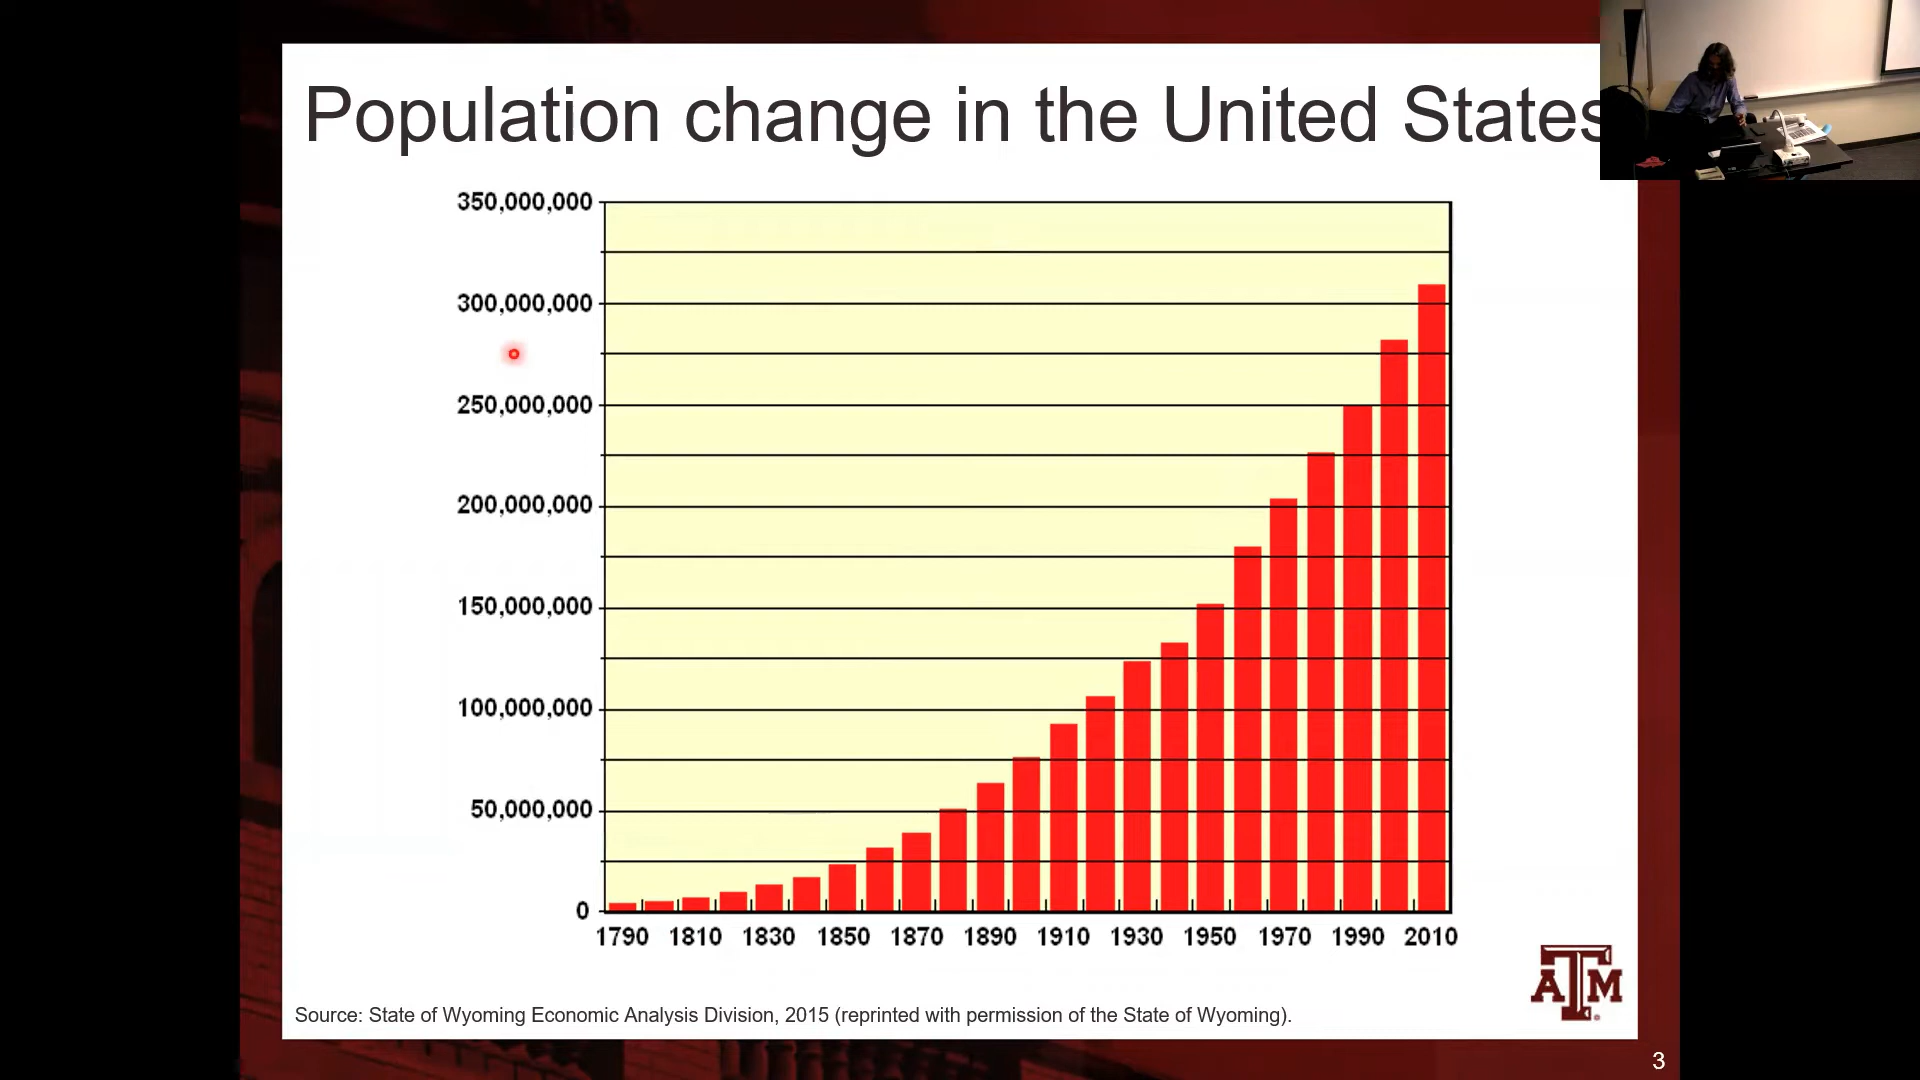 Population change in the United States
350,000,000
300,000,000
250,000,000
200,000,000
150,000,000
100,000,000
50,000,000
0
1790 1810 1830 1850 1870 1890 1910 1930 1950 1970 1990 2010
ATM
Source: State of Wyoming Economic Analysis Division, 2015 (reprinted with permission of the State of Wyoming).
3